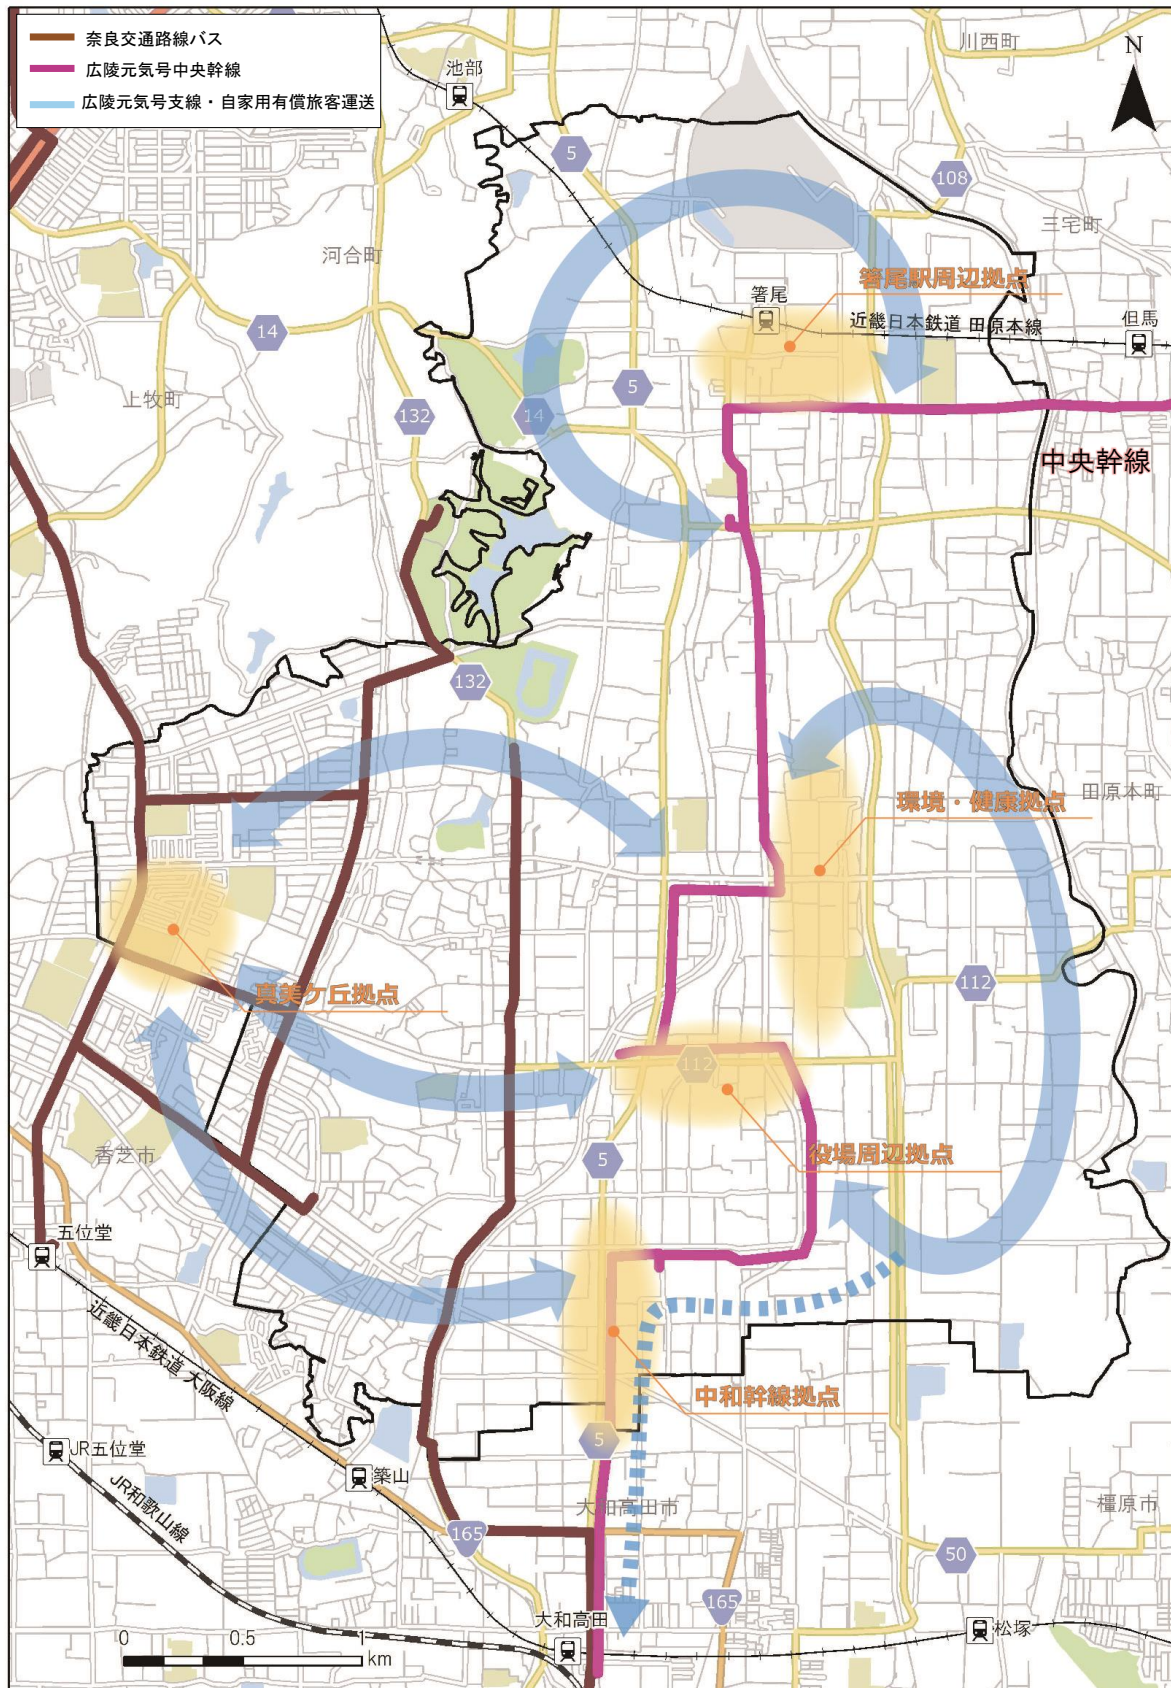 奈良交通路線バス
広陵元気号中央幹線
広陵元気号支線・自家用有償旅客運送
川西町
N
池部
5
108
三宅町
河合町
箸尾駅周辺拠点
箸尾
近畿日本鉄道 田原本線
但馬
14
5
上牧町
132
14
中央幹線
132
田原本町
環境・健康拠点
真美ケ丘拠点
112
112
香芝市
5
役場周辺拠点
五位堂
近畿日本鉄道 大阪線
中和幹線拠点
JR五位堂
5
築山
JR和歌山線
大和高田市
橿原市
165
50
165
大和高田
松塚
0
0.5
1
km